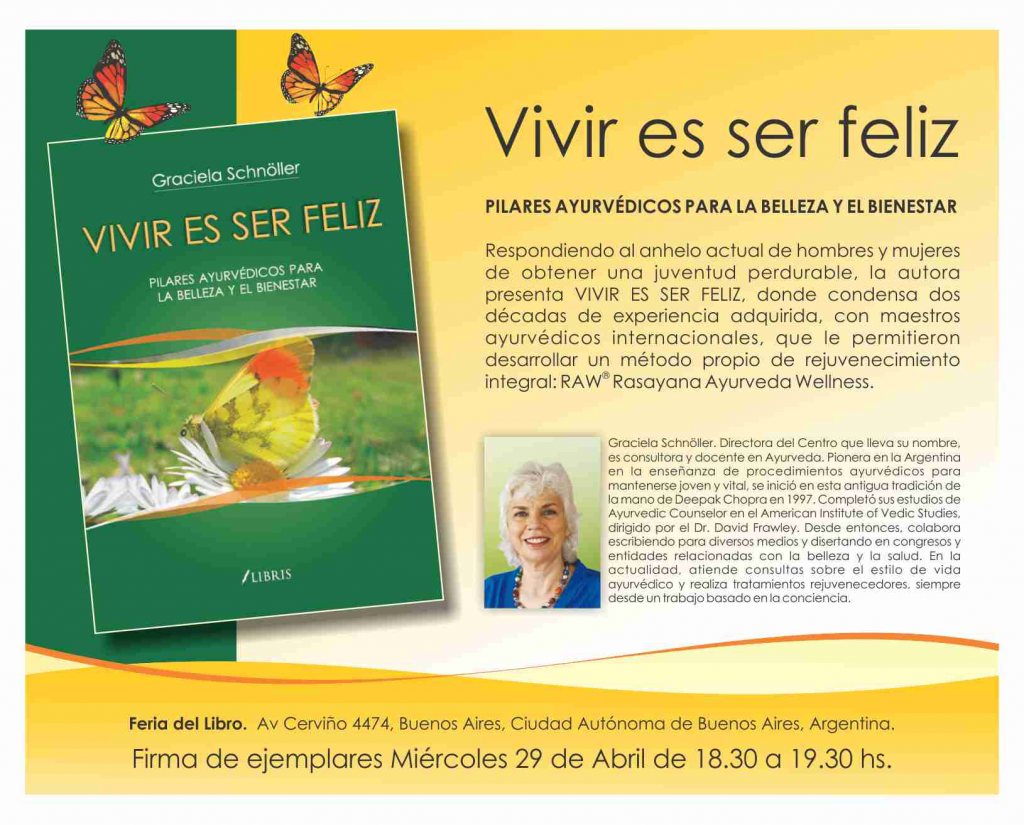 Graciela Schnöller
VIVIR ES SER FELIZ
PILARES AYURVÉDICOS PARA
LA BELLEZA Y EL BIENESTAR
LIBRIS
Vivir es ser feliz
PILARES AYURVÉDICOS PARA LA BELLEZA Y EL BIENESTAR
Respondiendo al anhelo actual de hombres y mujeres
de obtener una juventud perdurable, la autora
presenta VIVIR ES SER FELIZ, donde condensa dos
décadas de experiencia adquirida, con maestros
ayurvédicos internacionales, que le permitieron
desarrollar un método propio de rejuvenecimiento
integral: RAW® Rasayana Ayurveda Wellness.
Graciela Schnöller. Directora del Centro que lleva su nombre,
es consultora y docente en Ayurveda. Pionera en la Argentina
en la enseñanza de procedimientos ayurvédicos para
mantenerse joven y vital, se inició en esta antigua tradición de
la mano de Deepak Chopra en 1997. Completó sus estudios de
Ayurvedic Counselor en el American Institute of Vedic Studies,
dirigido por el Dr. David Frawley. Desde entonces, colabora
escribiendo para diversos medios y disertando en congresos y
entidades relacionadas con la belleza y la salud. En la
actualidad, atiende consultas sobre el estilo de vida
ayurvédico y realiza tratamientos rejuvenecedores, siempre
desde un trabajo basado en la conciencia.
Feria del Libro. Av Cerviño 4474, Buenos Aires, Ciudad Autónoma de Buenos Aires, Argentina.
Firma de ejemplares Miércoles 29 de Abril de 18.30 a 19.30 hs.